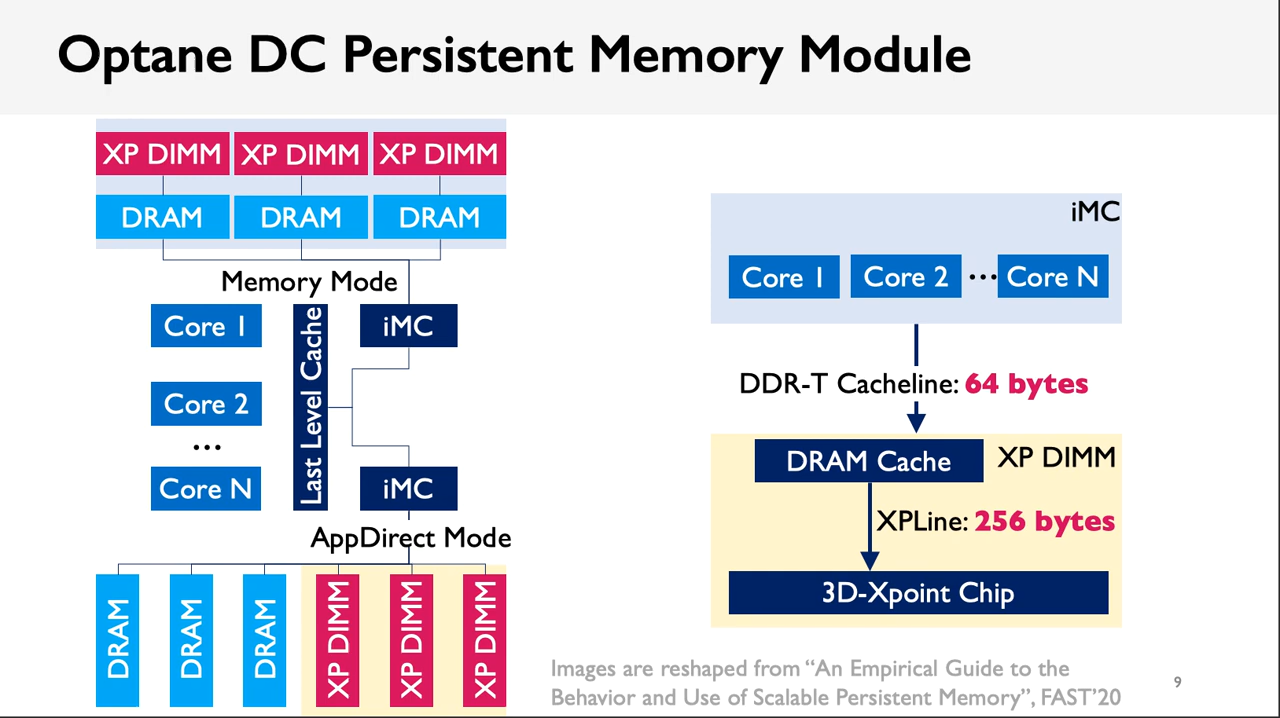 Optane DC Persistent Memory Module
XP DIMM XP DIMM XP DIMM
DRAM DRAM DRAM
Memory Mode
Core 1
Core 2
...
Core N
Last Level Cache
iMC
iMC
AppDirect Mode
DRAM DRAM DRAM XP DIMM XP DIMM XP DIMM
iMC
Core 1 Core 2 ... Core N
DDR-T Cacheline: 64 bytes
DRAM Cache XP DIMM
XPLine: 256 bytes
3D-Xpoint Chip
Images are reshaped from “An Empirical Guide to the
Behavior and Use of Scalable Persistent Memory”, FAST’20
9